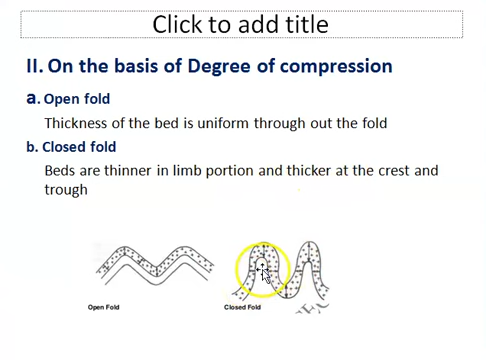 Click to add title
II. On the basis of Degree of compression
a. Open fold
Thickness of the bed is uniform through out the fold
b. Closed fold
Beds are thinner in limb portion and thicker at the crest and
trough
Open Fold
Closed Fold